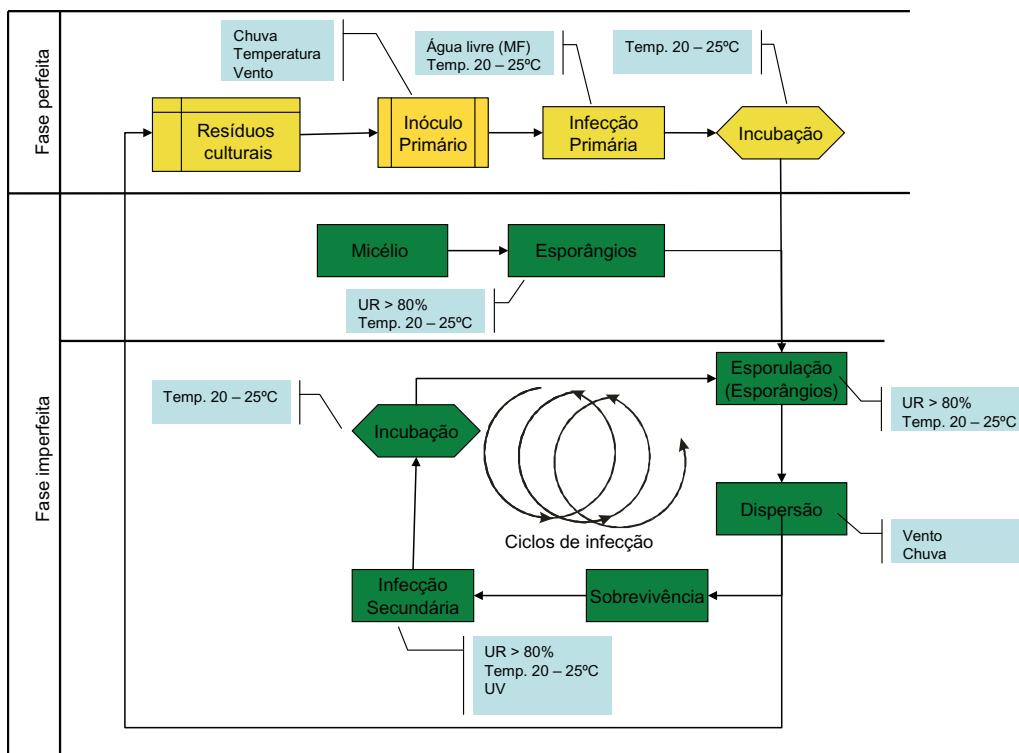 Fase perfeita
Chuva
Temperatura
Vento
Água livre (MF)
Temp. 20 – 25ºC
Temp. 20 – 25ºC
Resíduos
culturais
Inóculo
Primário
Infecção
Primária
Incubação
Micélio
Esporângios
UR > 80%
Temp. 20 – 25ºC
Fase imperfeita
Temp. 20 – 25ºC
Incubação
Esporulação
(Esporângios)
UR > 80%
Temp. 20 – 25ºC
Ciclos de infecção
Dispersão
Vento
Chuva
Infecção
Secundária
Sobrevivência
UR > 80%
Temp. 20 – 25ºC
UV